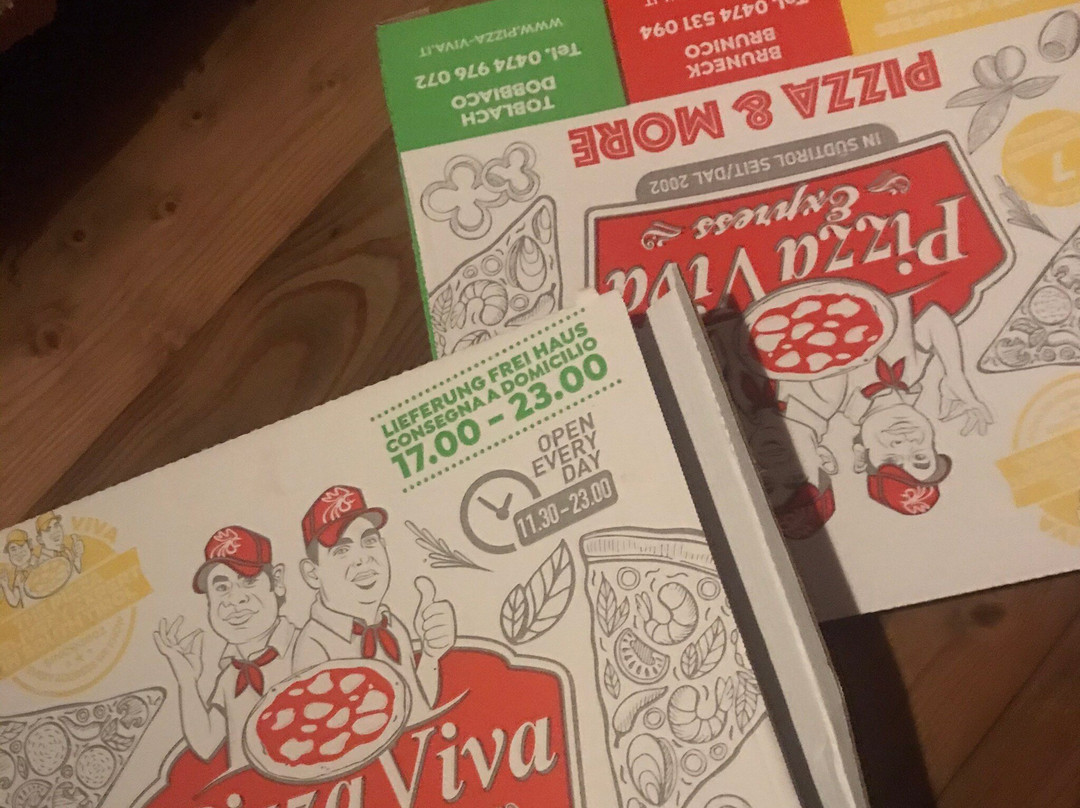 WWW.PIZZA-VIVA.IT
Tel. 0474 976 072
TOBLACH
DOBBIACO
Tel. 0474 531 094
BRUNECK
BRUNICO
PIZZA & MORE
IN SÜDTIROL SEIT/DAL 2002
Pizza Viva
Express
LIEFERUNG FREI HAUS
CONSEGNA A DOMICILIO
17.00 - 23.00
OPEN
EVERY
DAY
11.30-23.00
VIVA
Pizza Viva